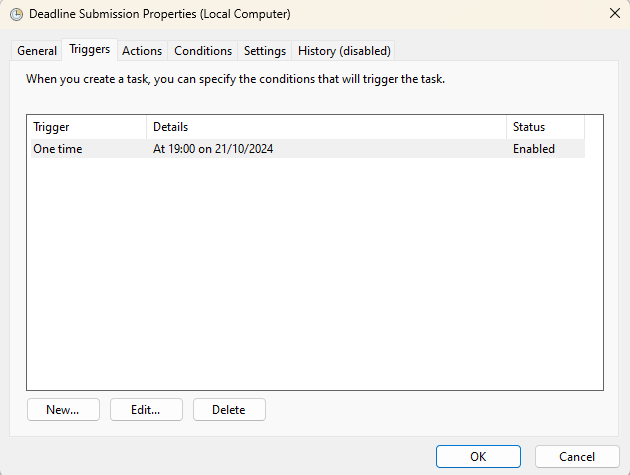 Deadline Submission Properties (Local Computer)
General Triggers Actions Conditions Settings History (disabled)
When you create a task, you can specify the conditions that will trigger the task.
Trigger Details Status
One time At 19:00 on 21/10/2024 Enabled
New... Edit... Delete
OK Cancel